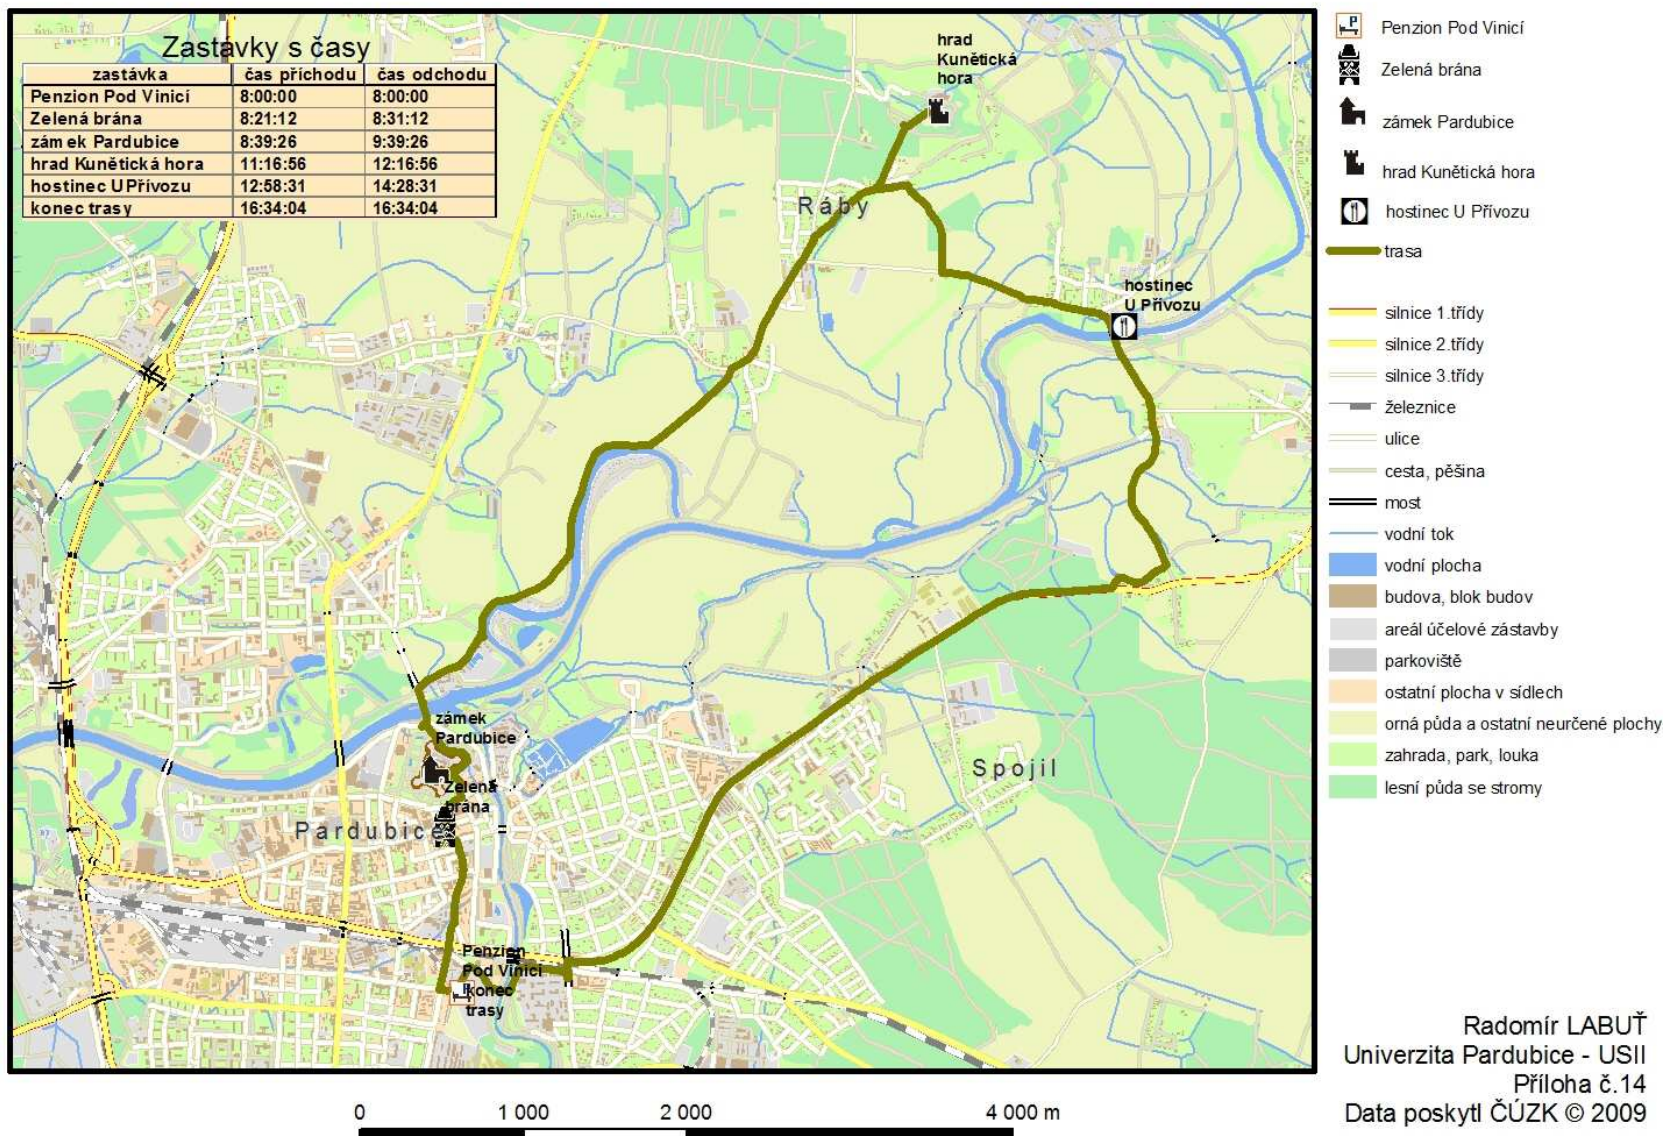 Zastávky s časy
zastávka čas příchodu čas odchodu
Penzion Pod Vinicí 8:00:00 8:00:00
Zelená brána 8:21:12 8:31:12
zámek Pardubice 8:39:26 9:39:26
hrad Kunětická hora 11:16:56 12:16:56
hostinec U Přívozu 12:58:31 14:28:31
konec trasy 16:34:04 16:34:04
hrad
Kunětická
hora
Ráby
hostinec
U Přívozu
zámek
Pardubice
Zelená
brána
Pardubice
Spojil
Penzion
Pod Vinicí
konec
trasy
Penzion Pod Vinicí
Zelená brána
zámek Pardubice
hrad Kunětická hora
hostinec U Přívozu
trasa
silnice 1.třídy
silnice 2.třídy
silnice 3.třídy
železnice
ulice
cesta, pěšina
most
vodní tok
vodní plocha
budova, blok budov
areál účelové zástavby
parkoviště
ostatní plocha v sídlech
orná půda a ostatní neurčené plochy
zahrada, park, louka
lesní půda se stromy
Radomír LABUŤ
Univerzita Pardubice - USII
Příloha č.14
Data poskytl ČÚZK © 2009
0 1 000 2 000 4 000 m